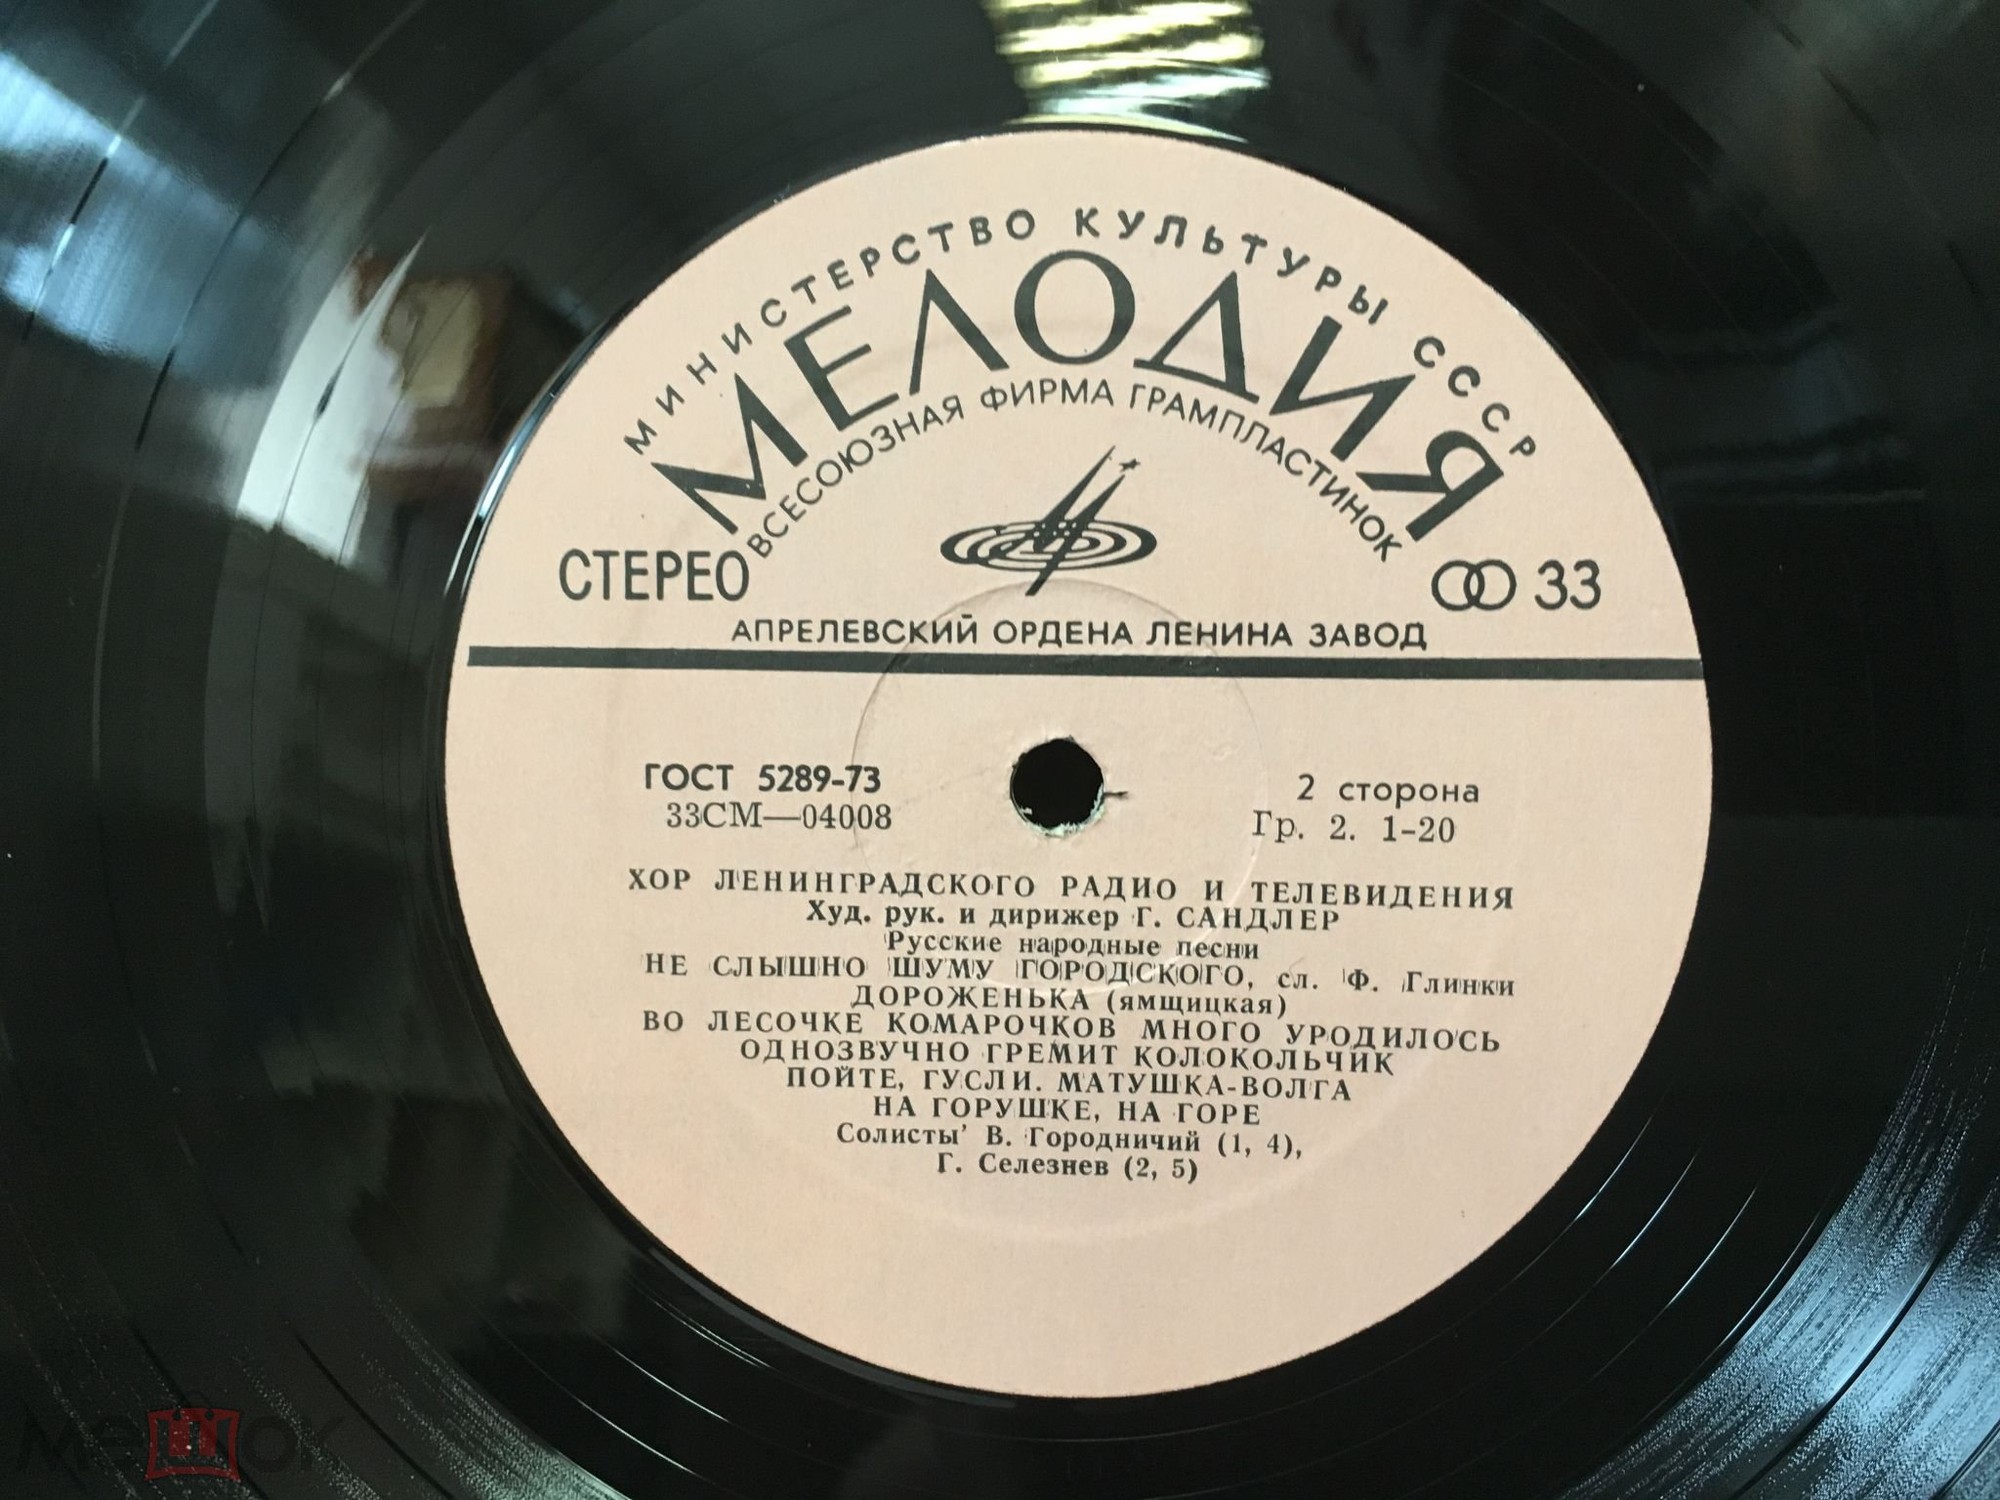 МИНИСТЕРСТВО КУЛЬТУРЫ СССР
МЕЛОДИЯ
ВСЕСОЮЗНАЯ ФИРМА ГРАМПЛАСТИНОК
СТЕРЕО
33
АПРЕЛЕВСКИЙ ОРДЕНА ЛЕНИНА ЗАВОД
ГОСТ 5289-73
2 сторона
33СМ—04008
Гр. 2. 1-20
ХОР ЛЕНИНГРАДСКОГО РАДИО И ТЕЛЕВИДЕНИЯ
Худ. рук. и дирижер Г. САНДЛЕР
Русские народные песни
НЕ СЛЫШНО ШУМУ ГОРОДСКОГО, сл. Ф. Глинки
ДОРОЖЕНЬКА (ямщицкая)
ВО ЛЕСОЧКЕ КОМАРОЧКОВ МНОГО УРОДИЛОСЬ
ОДНОЗВУЧНО ГРЕМИТ КОЛОКОЛЬЧИК
ПОЙТЕ, ГУСЛИ. МАТУШКА-ВОЛГА
НА ГОРУШКЕ, НА ГОРЕ
Солисты' В. Городничий (1, 4),
Г. Селезнев (2, 5)
мешок